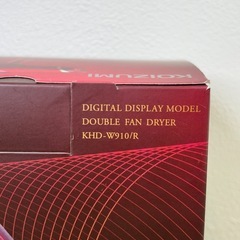 KOIZUMI
DIGITAL DISPLAY MODEL
DOUBLE FAN DRYER
KHD-W910/R